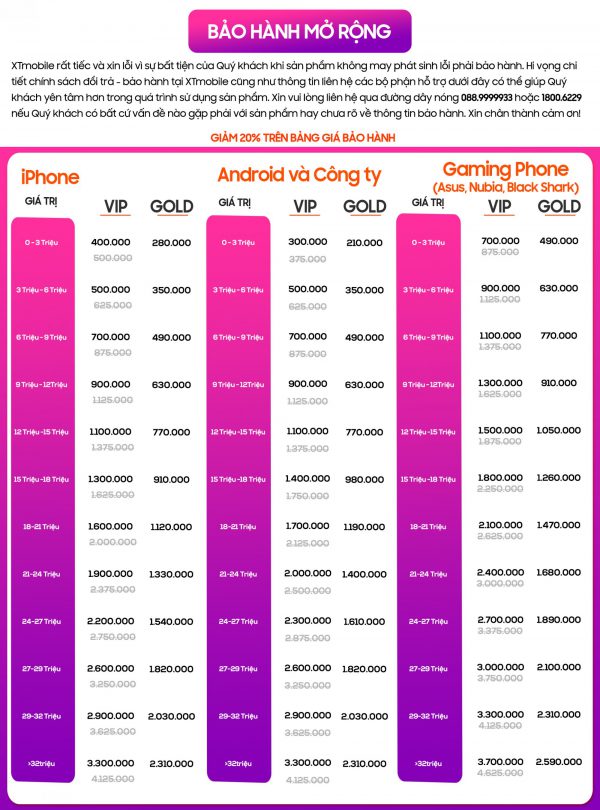 BẢO HÀNH MỞ RỘNG
XTmobile rất tiếc và xin lỗi vì sự bất tiện của Quý khách khi sản phẩm không may phát sinh lỗi phải bảo hành. Hi vọng chi
tiết chính sách đổi trả - bảo hành tại XTmobile cũng như thông tin liên hệ các bộ phận hỗ trợ dưới đây có thể giúp Quý
khách yên tâm hơn trong quá trình sử dụng sản phẩm. Xin vui lòng liên hệ qua đường dây nóng 088.9999933 hoặc 1800.6229
nếu Quý khách có bất cứ vấn đề nào gặp phải với sản phẩm hay chưa rõ về thông tin bảo hành. Xin chân thành cảm ơn!
GIẢM 20% TRÊN BẢNG GIÁ BẢO HÀNH
iPhone
GIÁ TRỊ VIP GOLD
0 - 3 Triệu 400.000 280.000
500.000
3 Triệu - 6 Triệu 500.000 350.000
625.000
6 Triệu - 9 Triệu 700.000 490.000
875.000
9 Triệu - 12Triệu 900.000 630.000
1.125.000
12 Triệu -15 Triệu 1.100.000 770.000
1.375.000
15 Triệu -18 Triệu 1.300.000 910.000
1.625.000
18-21 Triệu 1.600.000 1.120.000
2.000.000
21-24 Triệu 1.900.000 1.330.000
2.375.000
24-27 Triệu 2.200.000 1.540.000
2.750.000
27-29 Triệu 2.600.000 1.820.000
3.250.000
29-32 Triệu 2.900.000 2.030.000
3.625.000
>32triệu 3.300.000 2.310.000
4.125.000
Android và Công ty
GIÁ TRỊ VIP GOLD
0 - 3 Triệu 300.000 210.000
375.000
3 Triệu - 6 Triệu 500.000 350.000
625.000
6 Triệu - 9 Triệu 700.000 490.000
875.000
9 Triệu - 12Triệu 900.000 630.000
1.125.000
12 Triệu -15 Triệu 1.100.000 770.000
1.375.000
15 Triệu -18 Triệu 1.400.000 980.000
1.750.000
18-21 Triệu 1.700.000 1.190.000
2.125.000
21-24 Triệu 2.000.000 1.400.000
2.500.000
24-27 Triệu 2.300.000 1.610.000
2.875.000
27-29 Triệu 2.600.000 1.820.000
3.250.000
29-32 Triệu 2.900.000 2.030.000
3.625.000
>32triệu 3.300.000 2.310.000
4.125.000
Gaming Phone
(Asus, Nubia, Black Shark)
GIÁ TRỊ VIP GOLD
0 - 3 Triệu 700.000 490.000
875.000
3 Triệu - 6 Triệu 900.000 630.000
1.125.000
6 Triệu - 9 Triệu 1.100.000 770.000
1.375.000
9 Triệu - 12Triệu 1.300.000 910.000
1.625.000
12 Triệu -15 Triệu 1.500.000 1.050.000
1.875.000
15 Triệu -18 Triệu 1.800.000 1.260.000
2.250.000
18-21 Triệu 2.100.000 1.470.000
2.625.000
21-24 Triệu 2.400.000 1.680.000
3.000.000
24-27 Triệu 2.700.000 1.890.000
3.375.000
27-29 Triệu 3.000.000 2.100.000
3.750.000
29-32 Triệu 3.300.000 2.310.000
4.125.000
>32triệu 3.700.000 2.590.000
4.625.000